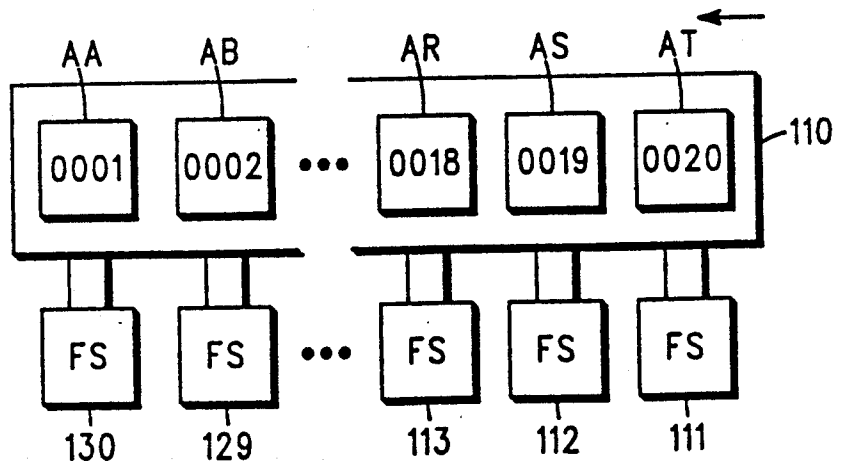 AA AB AR AS AT
0001 0002 ••• 0018 0019 0020 110
FS FS ••• FS FS FS
130 129 113 112 111